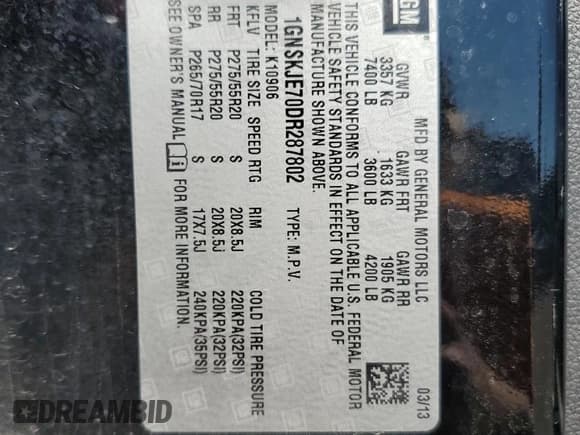 GM
MFD BY GENERAL MOTORS LLC 03/13
GVWR GAWR FRT GAWR RR
3357 KG 1633 KG 1905 KG
7400 LB 3600 LB 4200 LB
THIS VEHICLE CONFORMS TO ALL APPLICABLE U.S. FEDERAL MOTOR
VEHICLE SAFETY STANDARDS IN EFFECT ON THE DATE OF
MANUFACTURE SHOWN ABOVE.
1GNSKJE70DR287802 TYPE: M.P.V.
MODEL: K10906
KFLV TIRE SIZE SPEED RTG RIM COLD TIRE PRESSURE
FRT P275/55R20 S 20X8.5J 220KPA(32PSI)
RR P275/55R20 S 20X8.5J 220KPA(32PSI)
SPA P265/70R17 S 17X7.5J 240KPA(35PSI)
SEE OWNER'S MANUAL FOR MORE INFORMATION.
DREAMBID